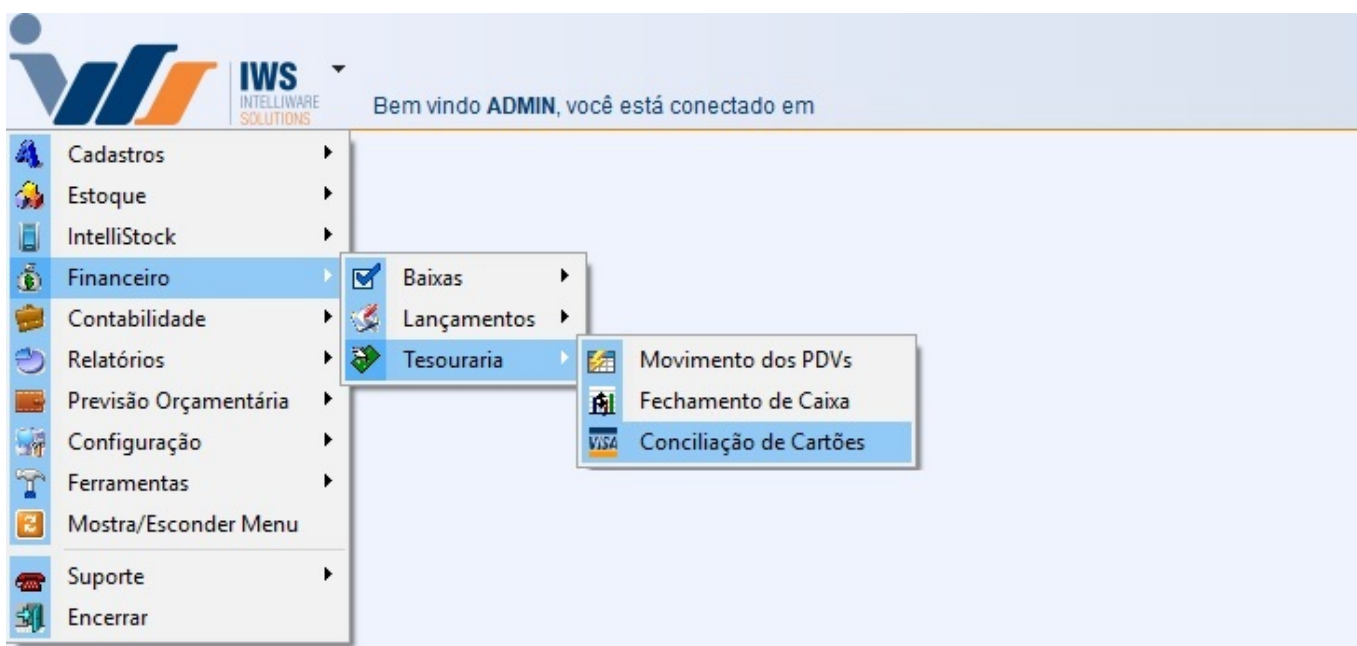 IWS
INTELLIWARE
SOLUTIONS
Bem vindo ADMIN, você está conectado em
Cadastros
Estoque
IntelliStock
Financeiro
Contabilidade
Relatórios
Previsão Orçamentária
Configuração
Ferramentas
Mostra/Esconder Menu
Suporte
Encerrar
Baixas
Lançamentos
Tesouraria
Movimento dos PDVs
Fechamento de Caixa
VISA
Conciliação de Cartões